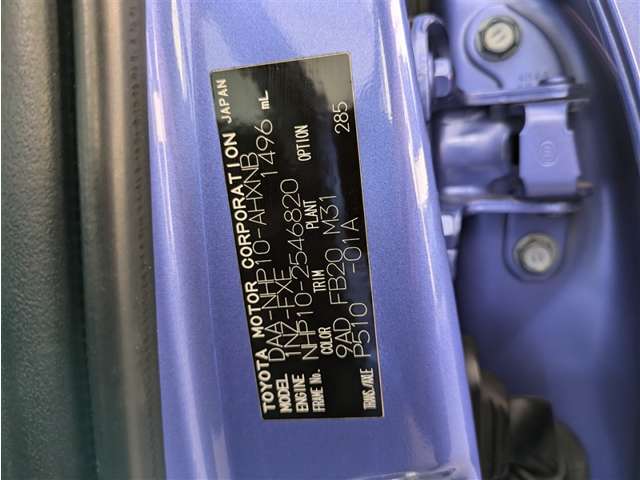 TOYOTA MOTOR CORPORATION JAPAN
MODEL DAA-NHP10-AHXNB
ENGINE 1NZ-FXE 1496 mL
FRAME No. NHP10-2546820
COLOR TRIM PLANT OPTION
9AD FB20 M31 285
TRANS/AXLE P510 -01A